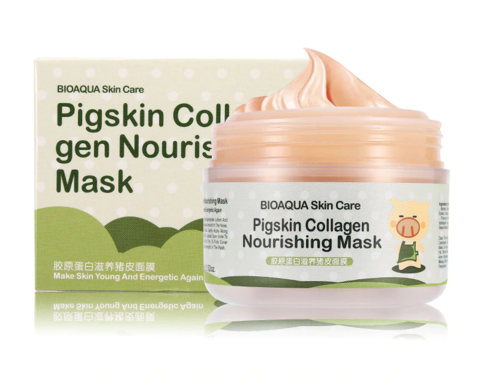 BIOAQUA Skin Care
Pigskin Coll
gen Nouris
Mask
胶原蛋白滋养猪皮面膜
Make Skin Young And Energetic Again
BIOAQUA Skin Care
Pigskin Collagen
Nourishing Mask
胶原蛋白滋养猪皮面膜